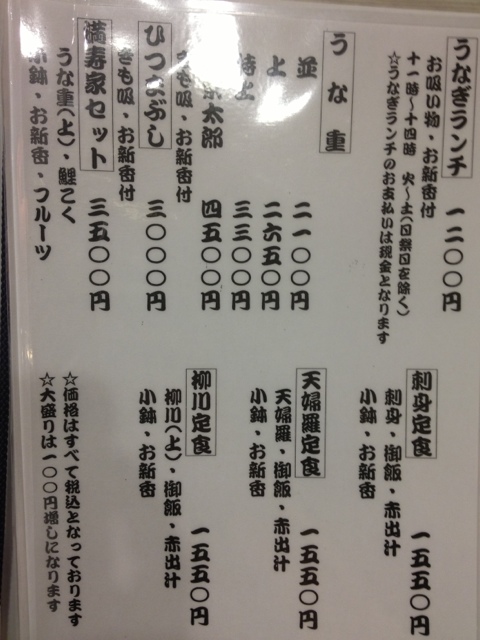 うなぎランチ 一二〇〇円
お吸い物・お新香付
十一時〜十四時 火〜土(日祭日を除く)
☆うなぎランチのお支払いは現金となります
うな重
並 二一〇〇円
上 二六五〇円
特上 三三〇〇円
太郎 四五〇〇円
きも吸・お新香付
ひつまぶし 三〇〇〇円
きも吸・お新香付
満寿家セット 三五〇〇円
うな重(上)・鯉こく
小鉢・お新香・フルーツ
刺身定食 一五五〇円
刺身・御飯・赤出汁
小鉢・お新香
天婦羅定食 一五五〇円
天婦羅・御飯・赤出汁
小鉢・お新香
柳川定食 一五五〇円
柳川(上)・御飯・赤出汁
小鉢・お新香
☆価格はすべて税込となっております
☆大盛りは一〇〇円増しになります